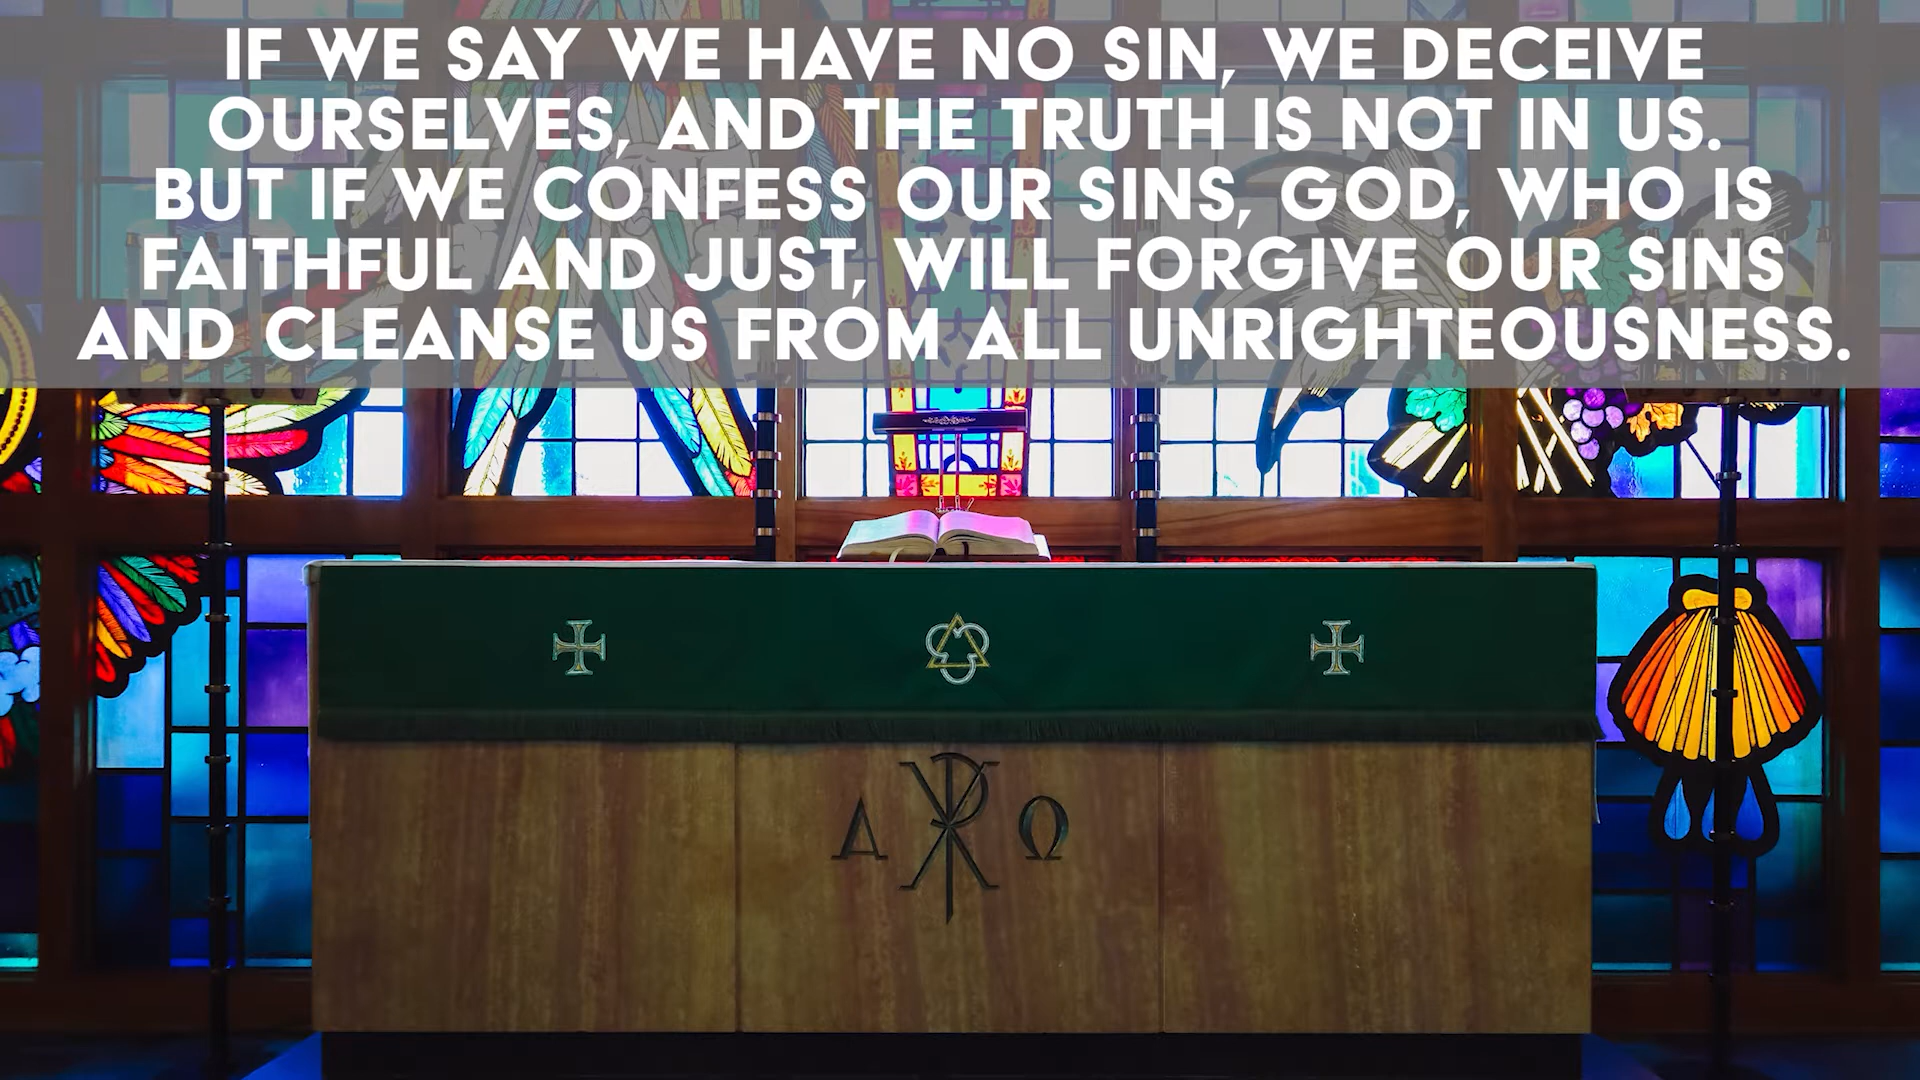 IF WE SAY WE HAVE NO SIN, WE DECEIVE
OURSELVES, AND THE TRUTH IS NOT IN US.
BUT IF WE CONFESS OUR SINS, GOD, WHO IS
FAITHFUL AND JUST, WILL FORGIVE OUR SINS
AND CLEANSE US FROM ALL UNRIGHTEOUSNESS.
Α ☧ Ω